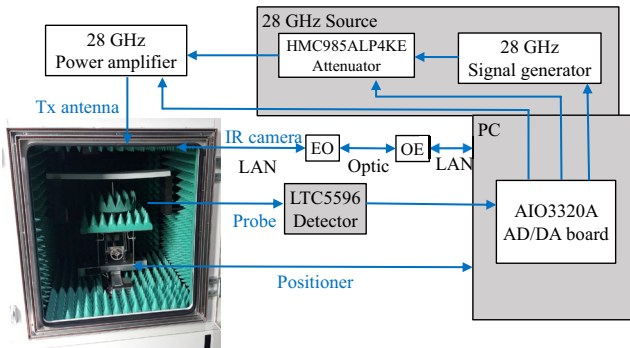 28 GHz Source
28 GHz
Power amplifier
HMC985ALP4KE
Attenuator
28 GHz
Signal generator
Tx antenna
PC
IR camera
EO
OE
LAN
Optic
LAN
LTC5596
Detector
Probe
AIO3320A
AD/DA board
Positioner